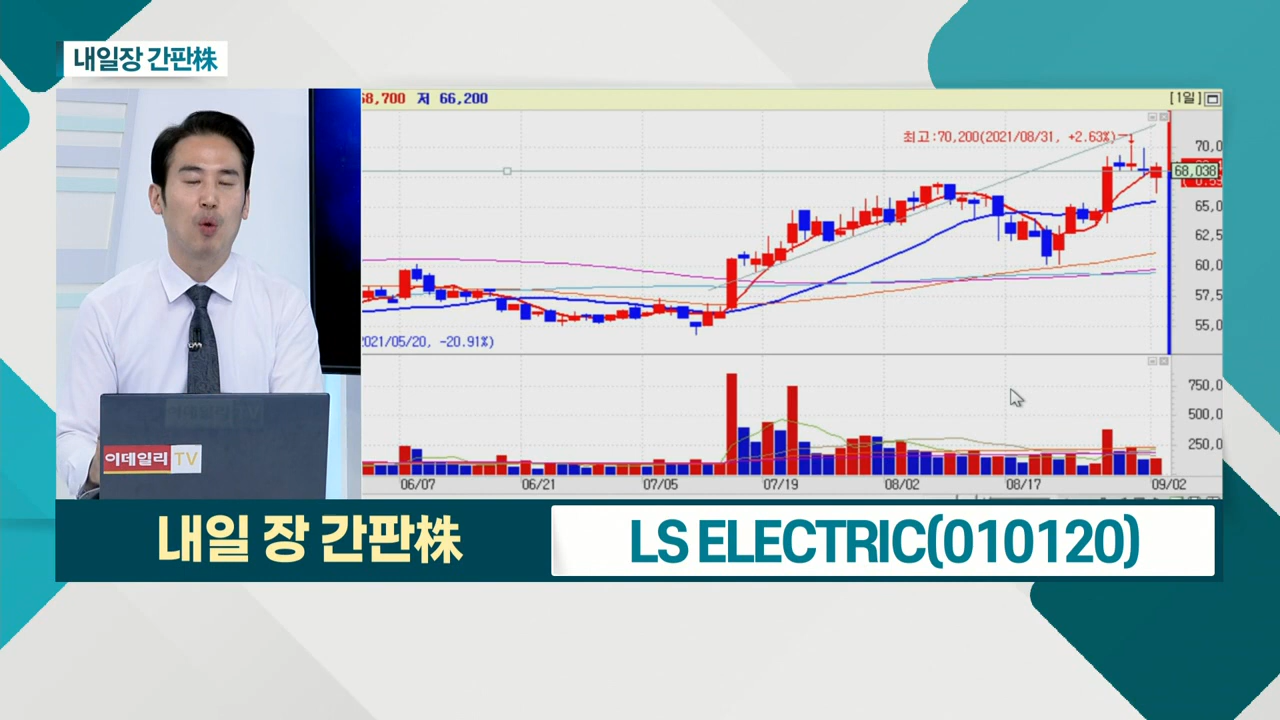 내일장 간판株
68,700 저 66,200
[1일]
최고:70,200(2021/08/31, +2.63%)
70,0
68,038
65,0
62,5
60,0
57,5
55,0
2021/05/20, -20.91%)
750,0
500,0
250,0
06/07 06/21 07/05 07/19 08/02 08/17 09/02
이데일리 TV
내일 장 간판株
LS ELECTRIC(010120)